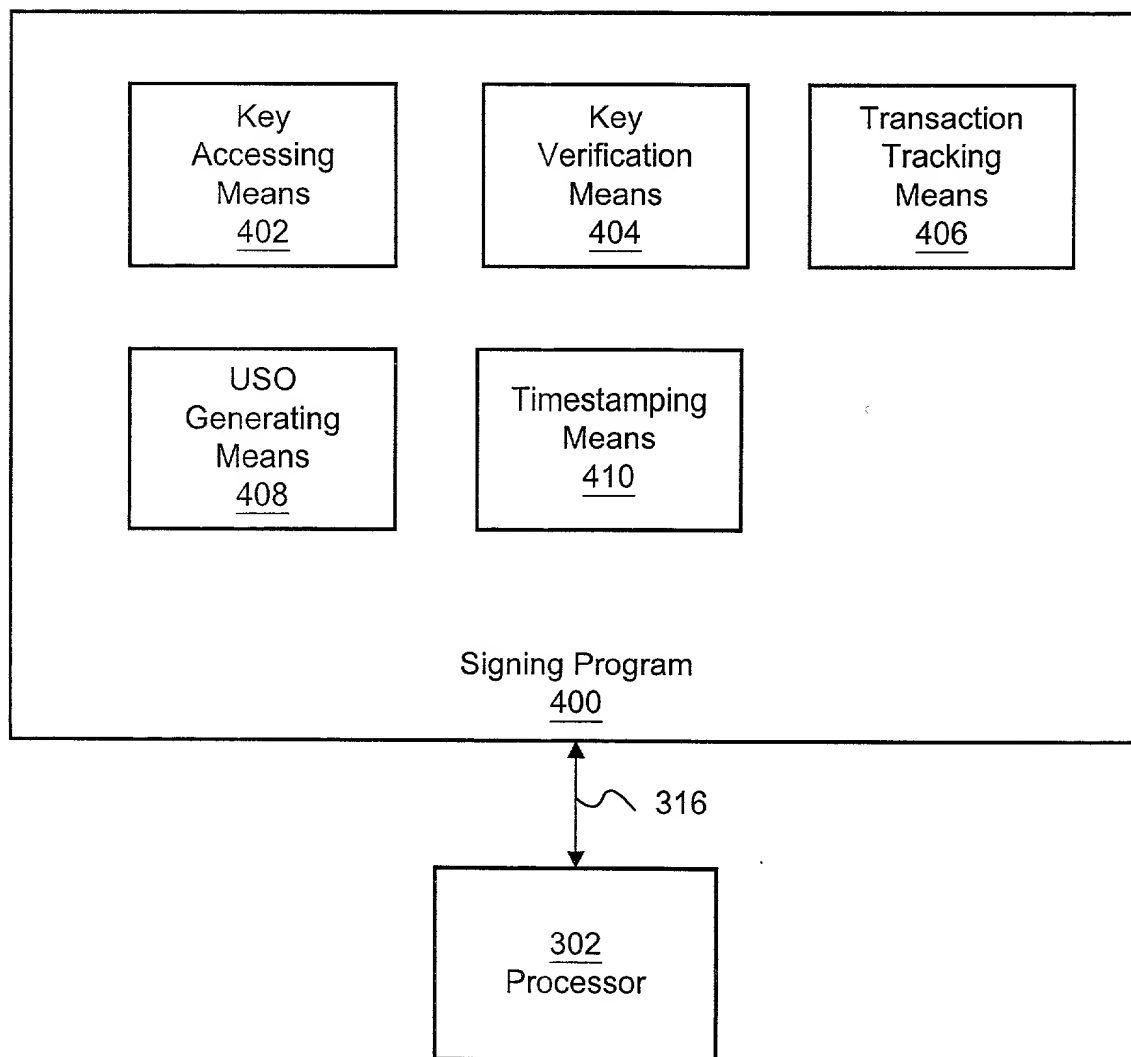 Key
Accessing
Means
402
Key
Verification
Means
404
Transaction
Tracking
Means
406
USO
Generating
Means
408
Timestamping
Means
410
Signing Program
400
316
302
Processor